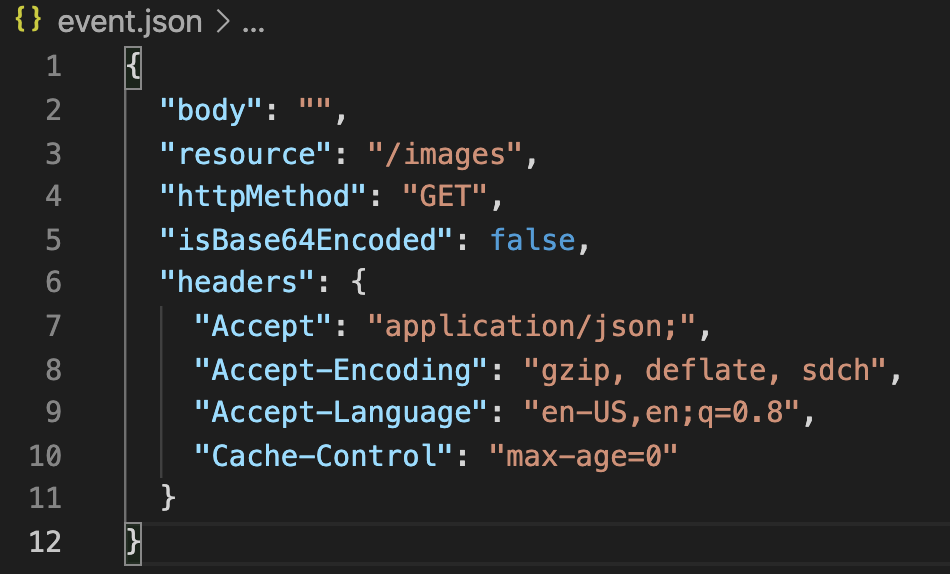 {} event.json > ...
1 {
2 "body": "",
3 "resource": "/images",
4 "httpMethod": "GET",
5 "isBase64Encoded": false,
6 "headers": {
7 "Accept": "application/json;",
8 "Accept-Encoding": "gzip, deflate, sdch",
9 "Accept-Language": "en-US,en;q=0.8",
10 "Cache-Control": "max-age=0"
11 }
12 }